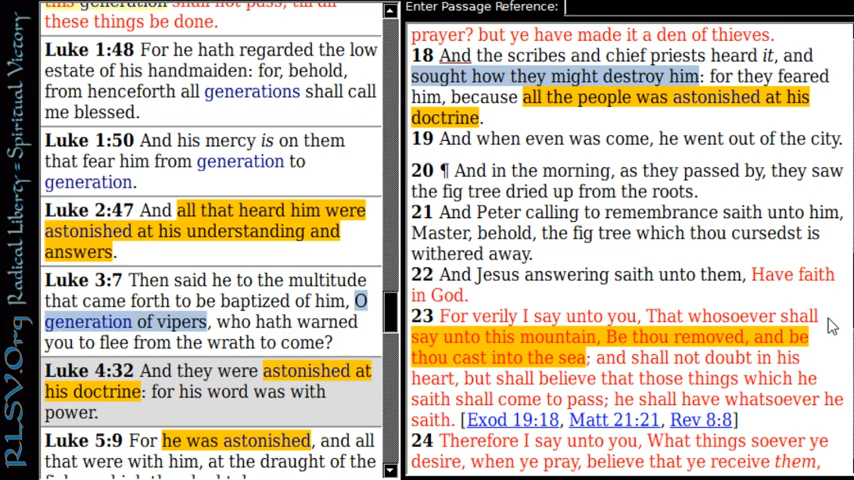 RLSVOrg Radical Liberty = Spiritual Victory
this generation shall not pass, till all
these things be done.
Luke 1:48 For he hath regarded the low
estate of his handmaiden: for, behold,
from henceforth all generations shall call
me blessed.
Luke 1:50 And his mercy is on them
that fear him from generation to
generation.
Luke 2:47 And all that heard him were
astonished at his understanding and
answers.
Luke 3:7 Then said he to the multitude
that came forth to be baptized of him, O
generation of vipers, who hath warned
you to flee from the wrath to come?
Luke 4:32 And they were astonished at
his doctrine: for his word was with
power.
Luke 5:9 For he was astonished, and all
that were with him, at the draught of the
Enter Passage Reference:
prayer? but ye have made it a den of thieves.
18 And the scribes and chief priests heard it, and
sought how they might destroy him: for they feared
him, because all the people was astonished at his
doctrine.
19 And when even was come, he went out of the city.
20 ¶ And in the morning, as they passed by, they saw
the fig tree dried up from the roots.
21 And Peter calling to remembrance saith unto him,
Master, behold, the fig tree which thou cursedst is
withered away.
22 And Jesus answering saith unto them, Have faith
in God.
23 For verily I say unto you, That whosoever shall
say unto this mountain, Be thou removed, and be
thou cast into the sea; and shall not doubt in his
heart, but shall believe that those things which he
saith shall come to pass; he shall have whatsoever he
saith. [Exod 19:18, Matt 21:21, Rev 8:8]
24 Therefore I say unto you, What things soever ye
desire, when ye pray, believe that ye receive them,